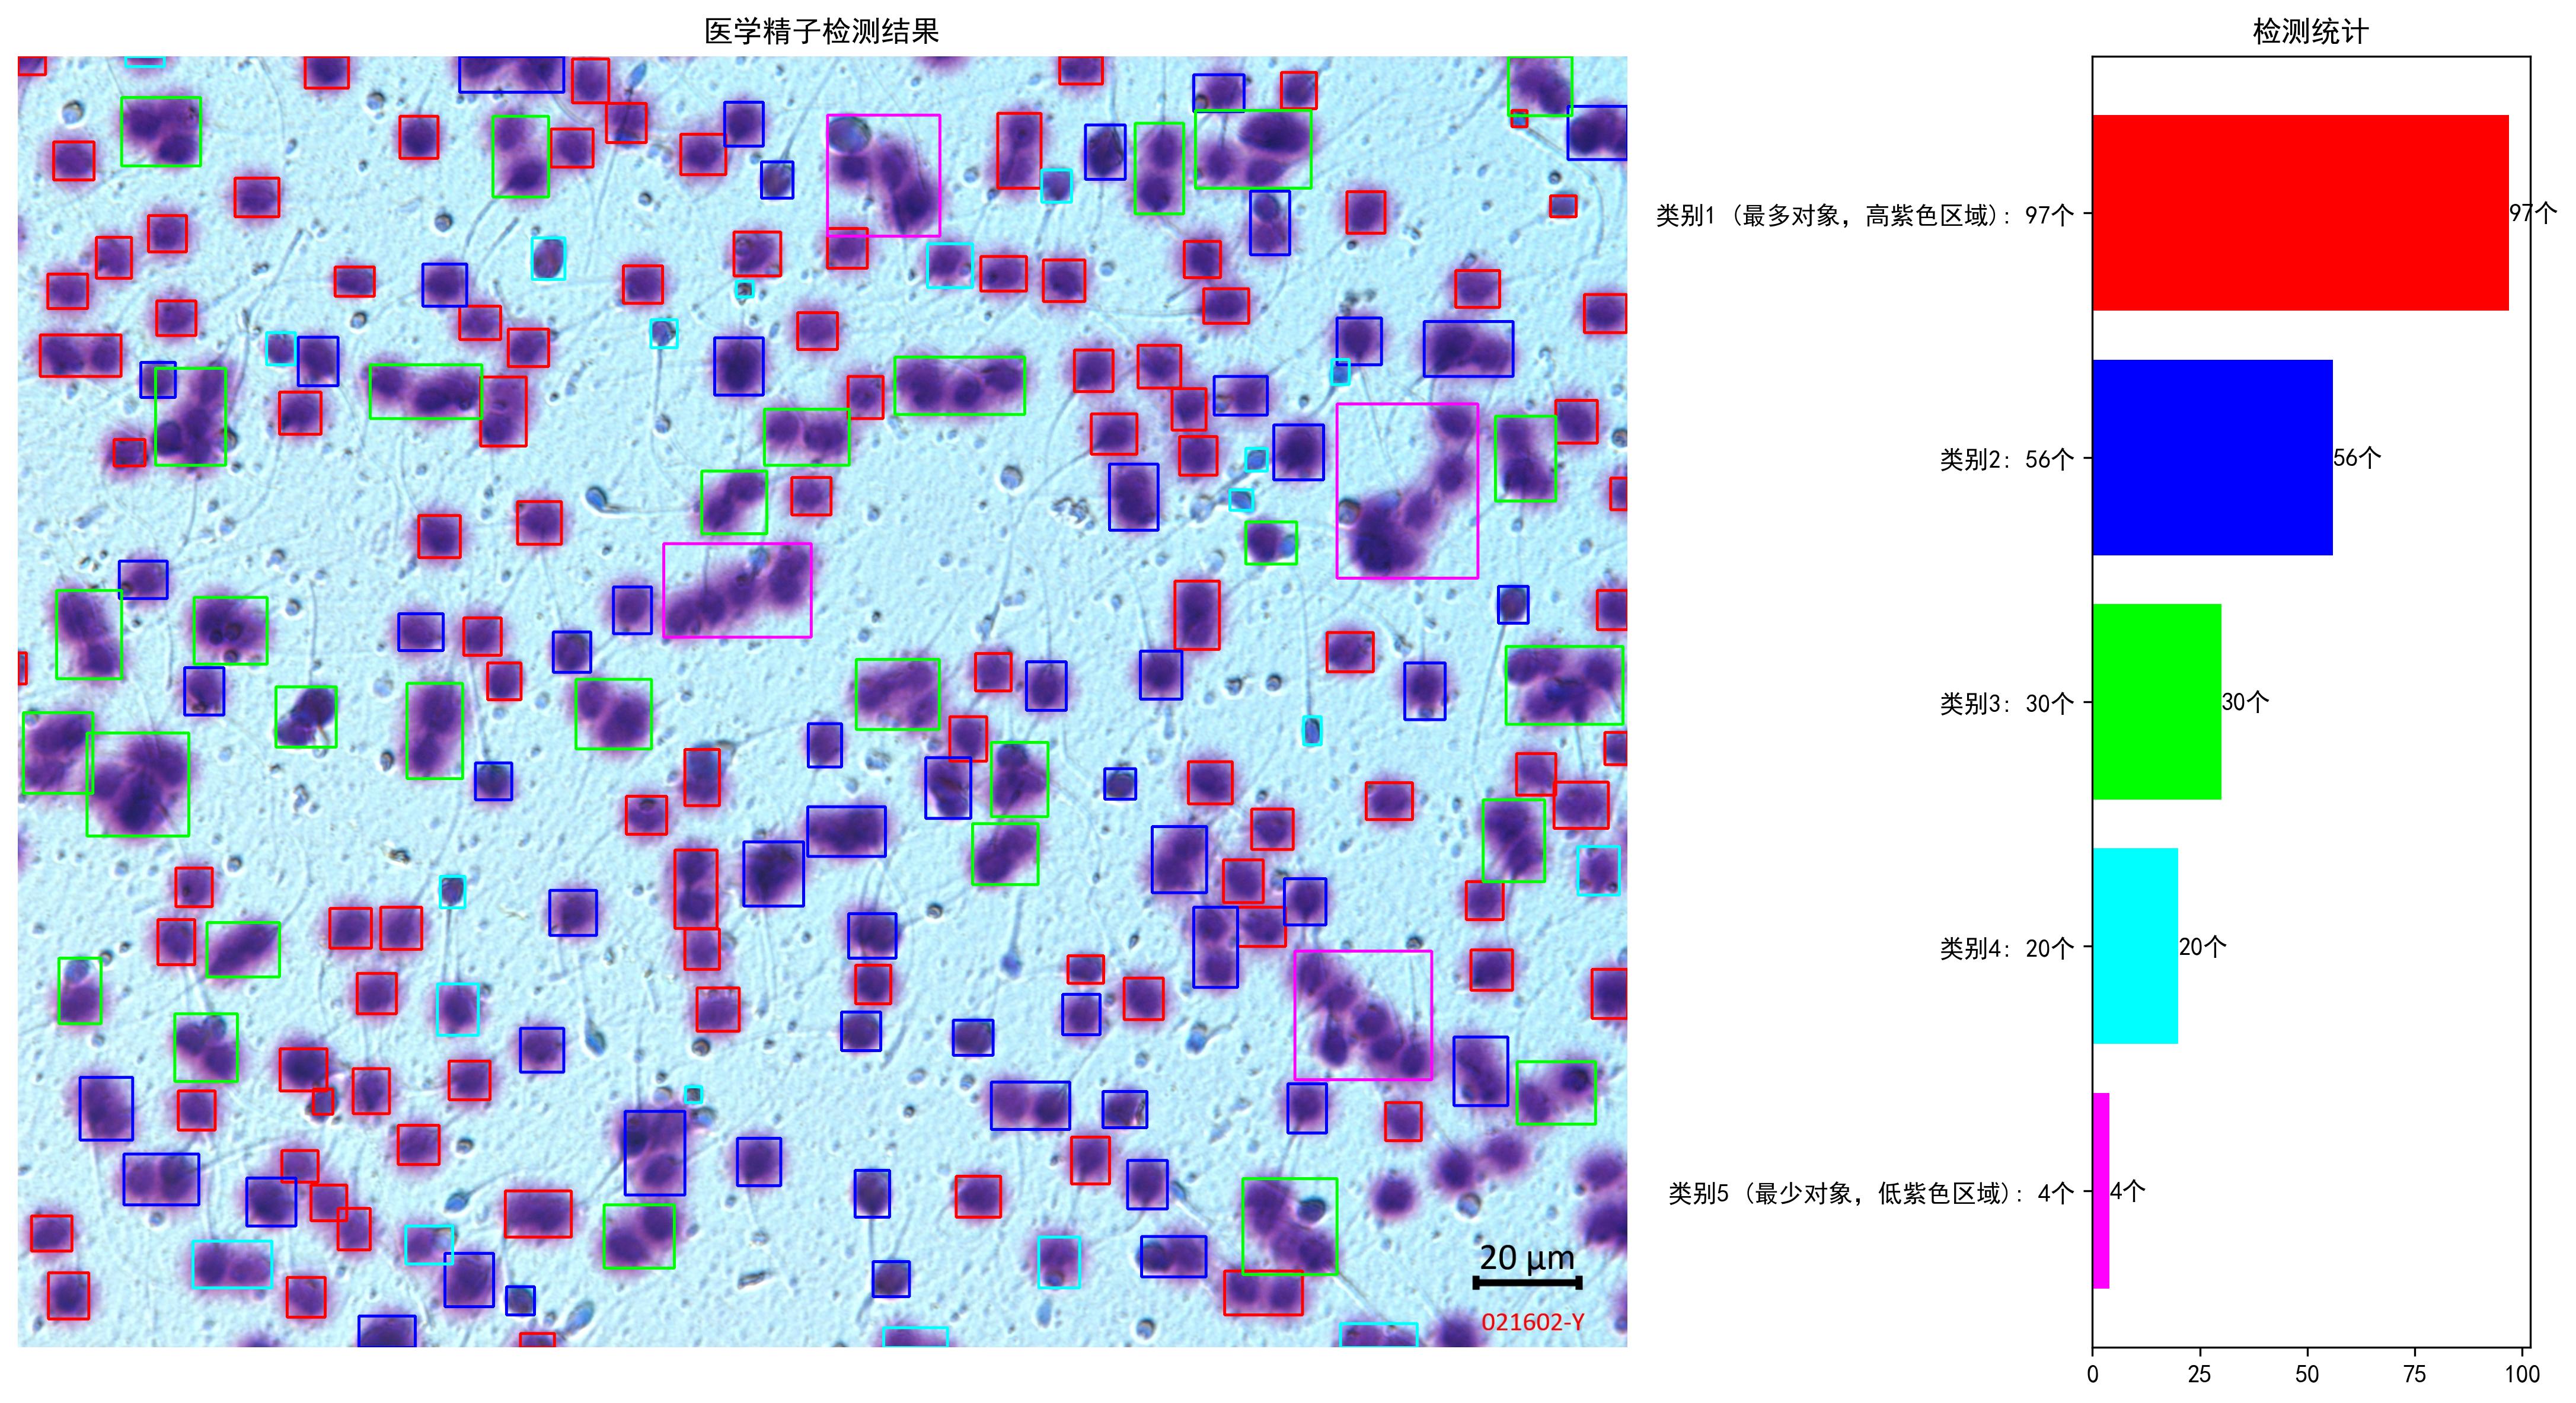 医学精子检测结果
20 μm
021602-Y
检测统计
类别1 (最多对象, 高紫色区域): 97个
97个
类别2: 56个
56个
类别3: 30个
30个
类别4: 20个
20个
类别5 (最少对象, 低紫色区域): 4个
4个
0 25 50 75 100